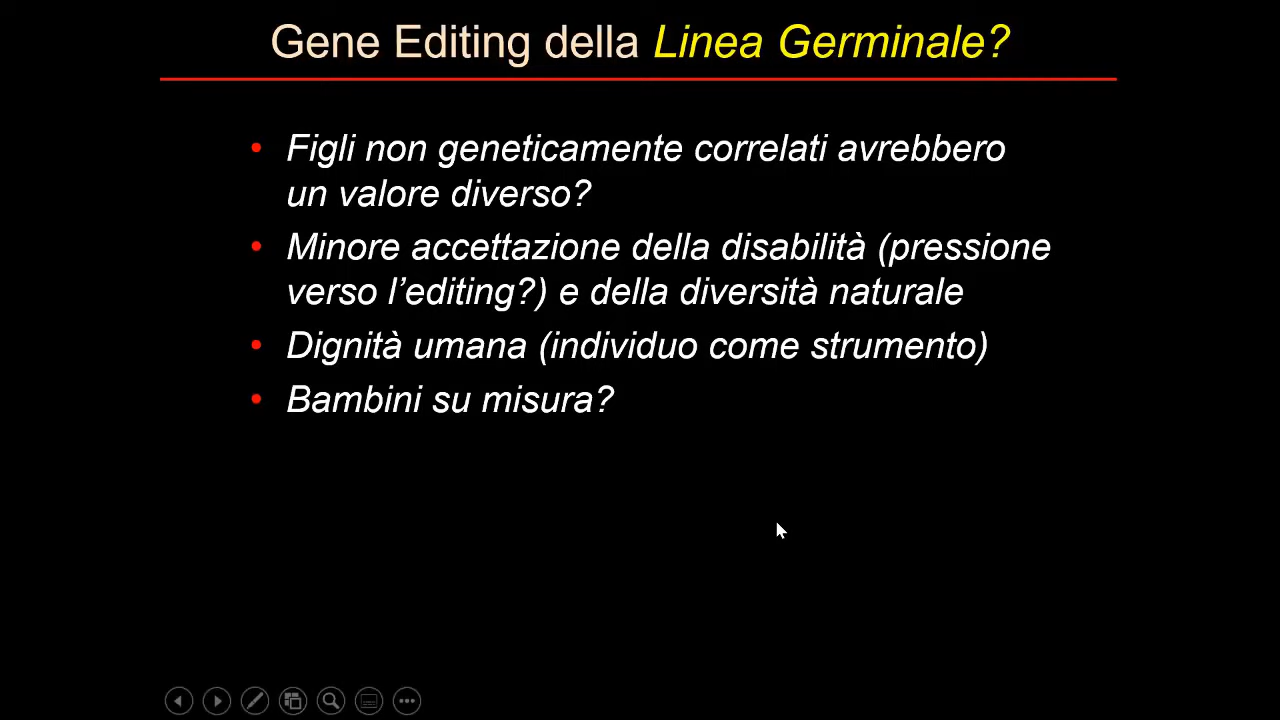 Gene Editing della Linea Germinale?
• Figli non geneticamente correlati avrebbero
un valore diverso?
• Minore accettazione della disabilità (pressione
verso l'editing?) e della diversità naturale
• Dignità umana (individuo come strumento)
• Bambini su misura?